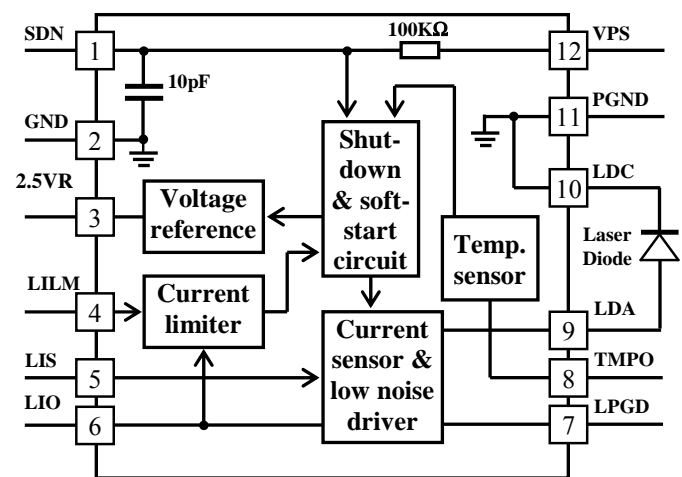 SDN
1
100KΩ
12
VPS
10pF
GND
2
11
PGND
Shut-
down
& soft-
start
circuit
2.5VR
3
Voltage
reference
10
LDC
Laser
Diode
Temp.
sensor
LILM
4
Current
limiter
Current
sensor &
low noise
driver
9
LDA
LIS
5
8
TMPO
LIO
6
7
LPGD